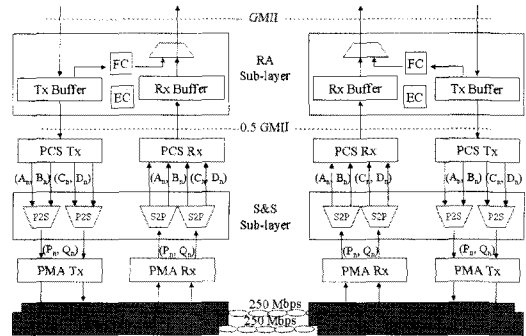 GMII
FC
RA
Sub-layer
FC
Tx Buffer
EC
Rx Buffer
Rx Buffer
EC
Tx Buffer
0.5 GMII
PCS Tx
PCS Rx
PCS Rx
PCS Tx
(Aₙ, Bₙ) (Cₙ, Dₙ)
(Aₙ, Bₙ) (Cₙ, Dₙ)
(Aₙ, Bₙ) (Cₙ, Dₙ)
(Aₙ, Bₙ) (Cₙ, Dₙ)
P2S
P2S
S2P
S2P
S&S
Sub-layer
S2P
S2P
P2S
P2S
(Pₙ, Qₙ)
(Pₙ, Qₙ)
(Pₙ, Qₙ)
(Pₙ, Qₙ)
PMA Tx
PMA Rx
PMA Rx
PMA Tx
250 Mbps
250 Mbps